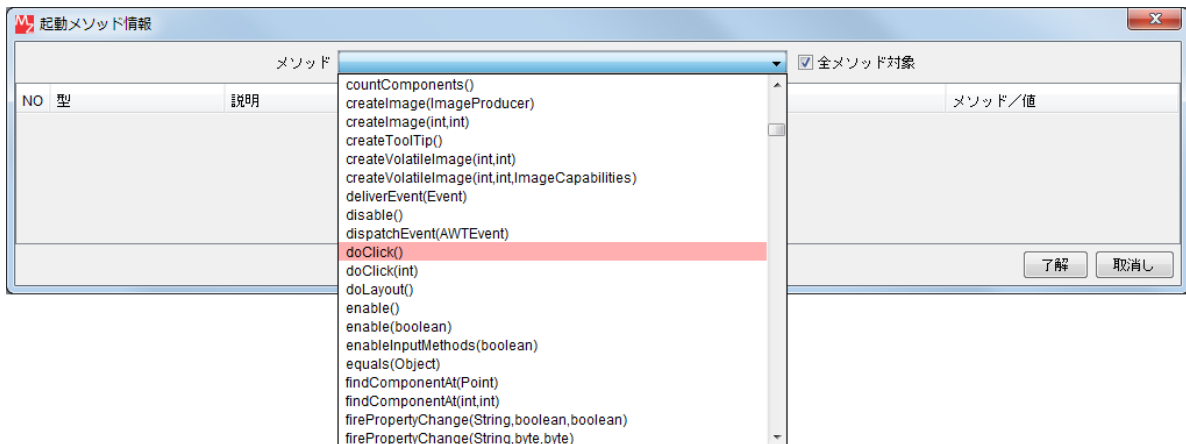 起動メソッド情報
メソッド
全メソッド対象
NO 型 説明 メソッド／値
countComponents()
createImage(ImageProducer)
createImage(int,int)
createToolTip()
createVolatileImage(int,int)
createVolatileImage(int,int,ImageCapabilities)
deliverEvent(Event)
disable()
dispatchEvent(AWTEvent)
doClick()
doClick(int)
doLayout()
enable()
enable(boolean)
enableInputMethods(boolean)
equals(Object)
findComponentAt(Point)
findComponentAt(int,int)
firePropertyChange(String,boolean,boolean)
firePropertyChange(String,byte,byte)
了解 取消し